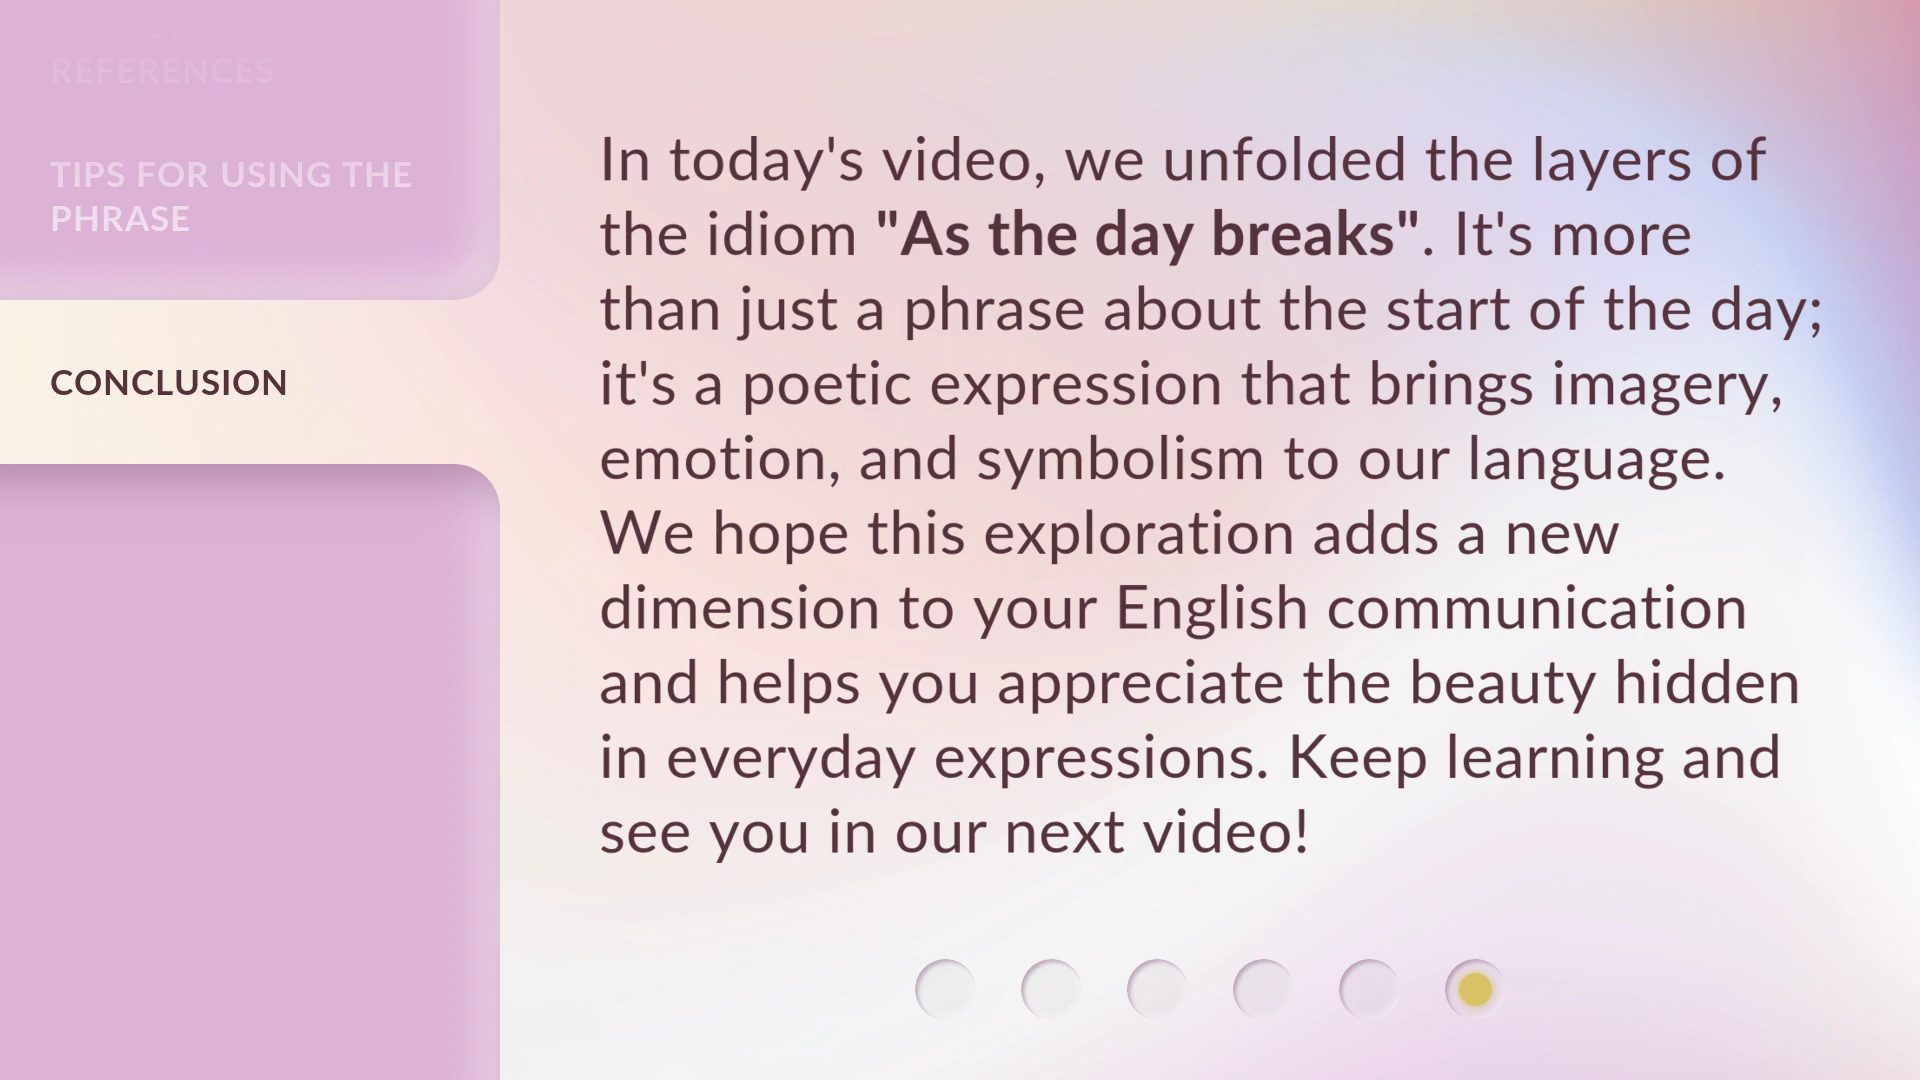 CULTURAL
REFERENCES
TIPS FOR USING THE
PHRASE
CONCLUSION
In today's video, we unfolded the layers of
the idiom "As the day breaks". It's more
than just a phrase about the start of the day;
it's a poetic expression that brings imagery,
emotion, and symbolism to our language.
We hope this exploration adds a new
dimension to your English communication
and helps you appreciate the beauty hidden
in everyday expressions. Keep learning and
see you in our next video!